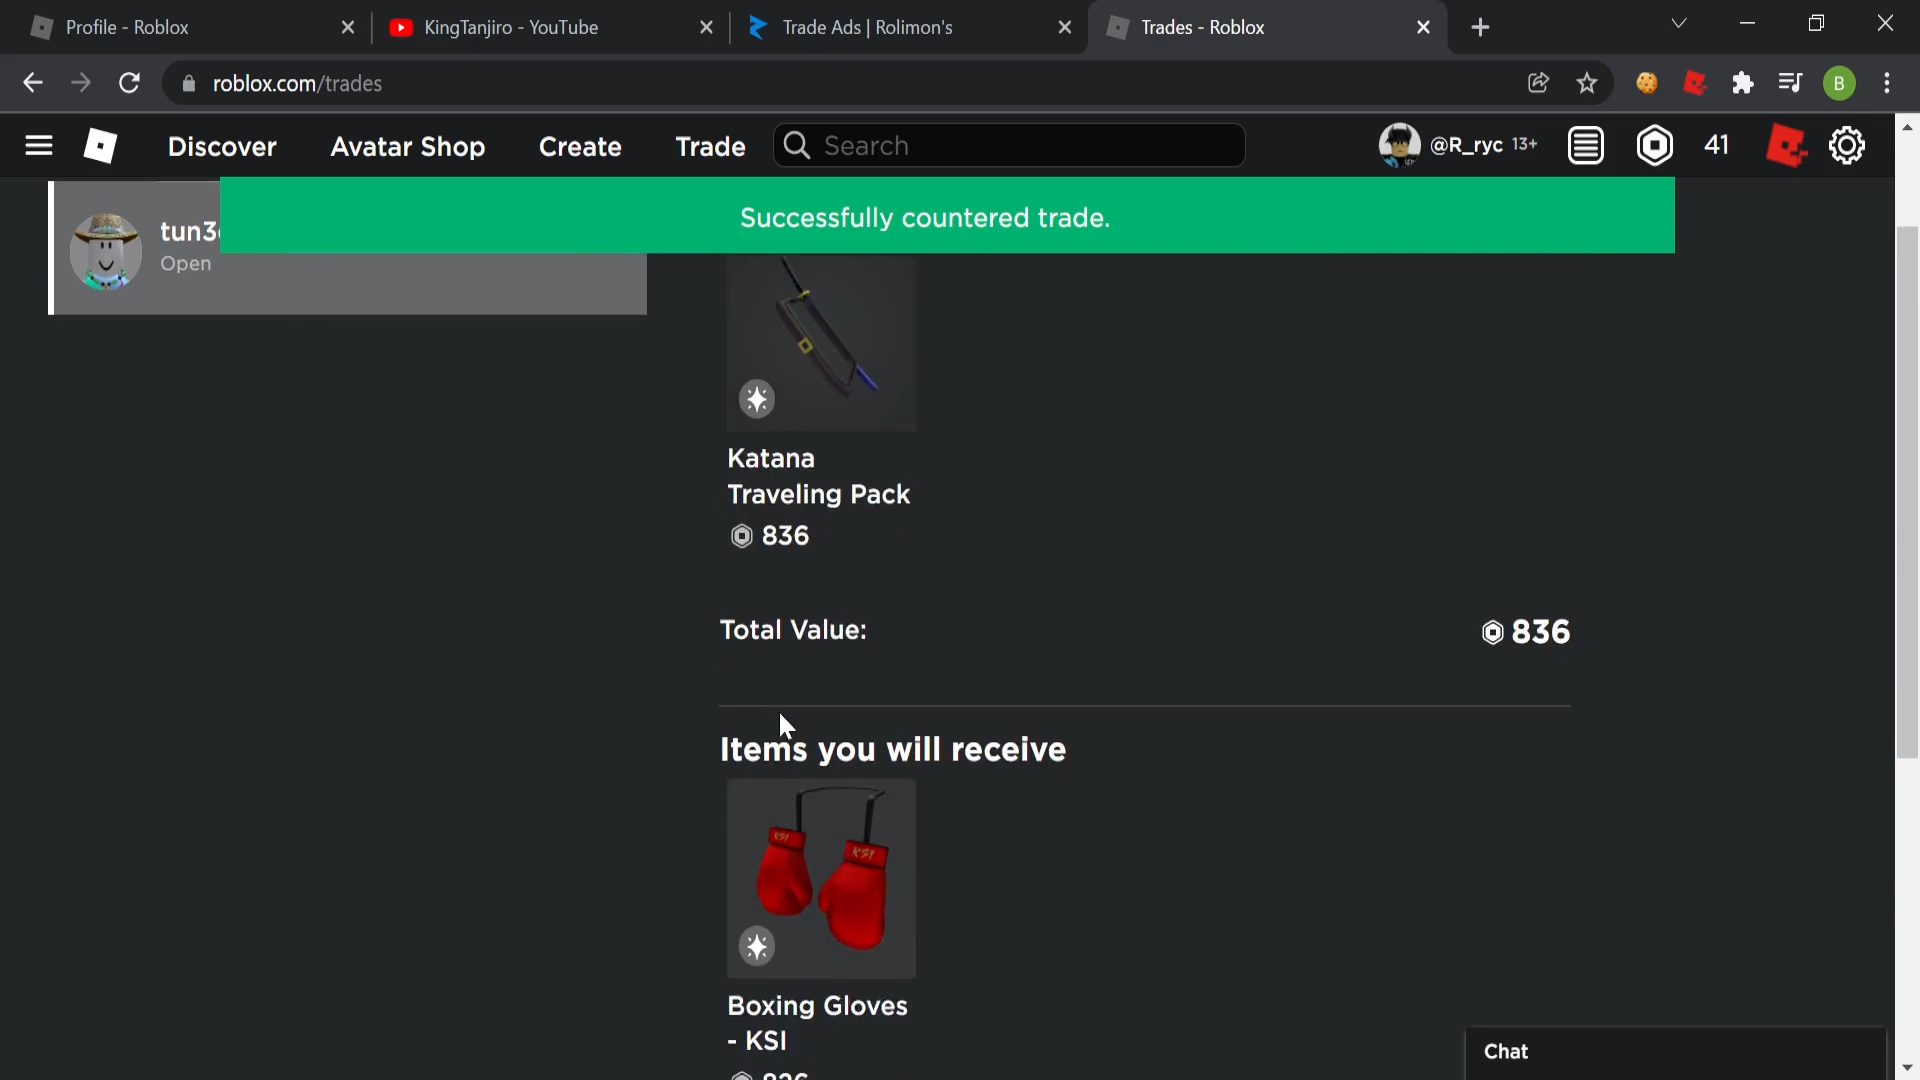 Profile - Roblox
KingTanjiro - YouTube
Trade Ads | Rolimon's
Trades - Roblox
roblox.com/trades
B
Discover
Avatar Shop
Create
Trade
Search
@R_ryc 13+
41
Successfully countered trade.
Open
Katana
Traveling Pack
836
Total Value:
836
Items you will receive
KSI
KSI
Boxing Gloves
- KSI
Chat